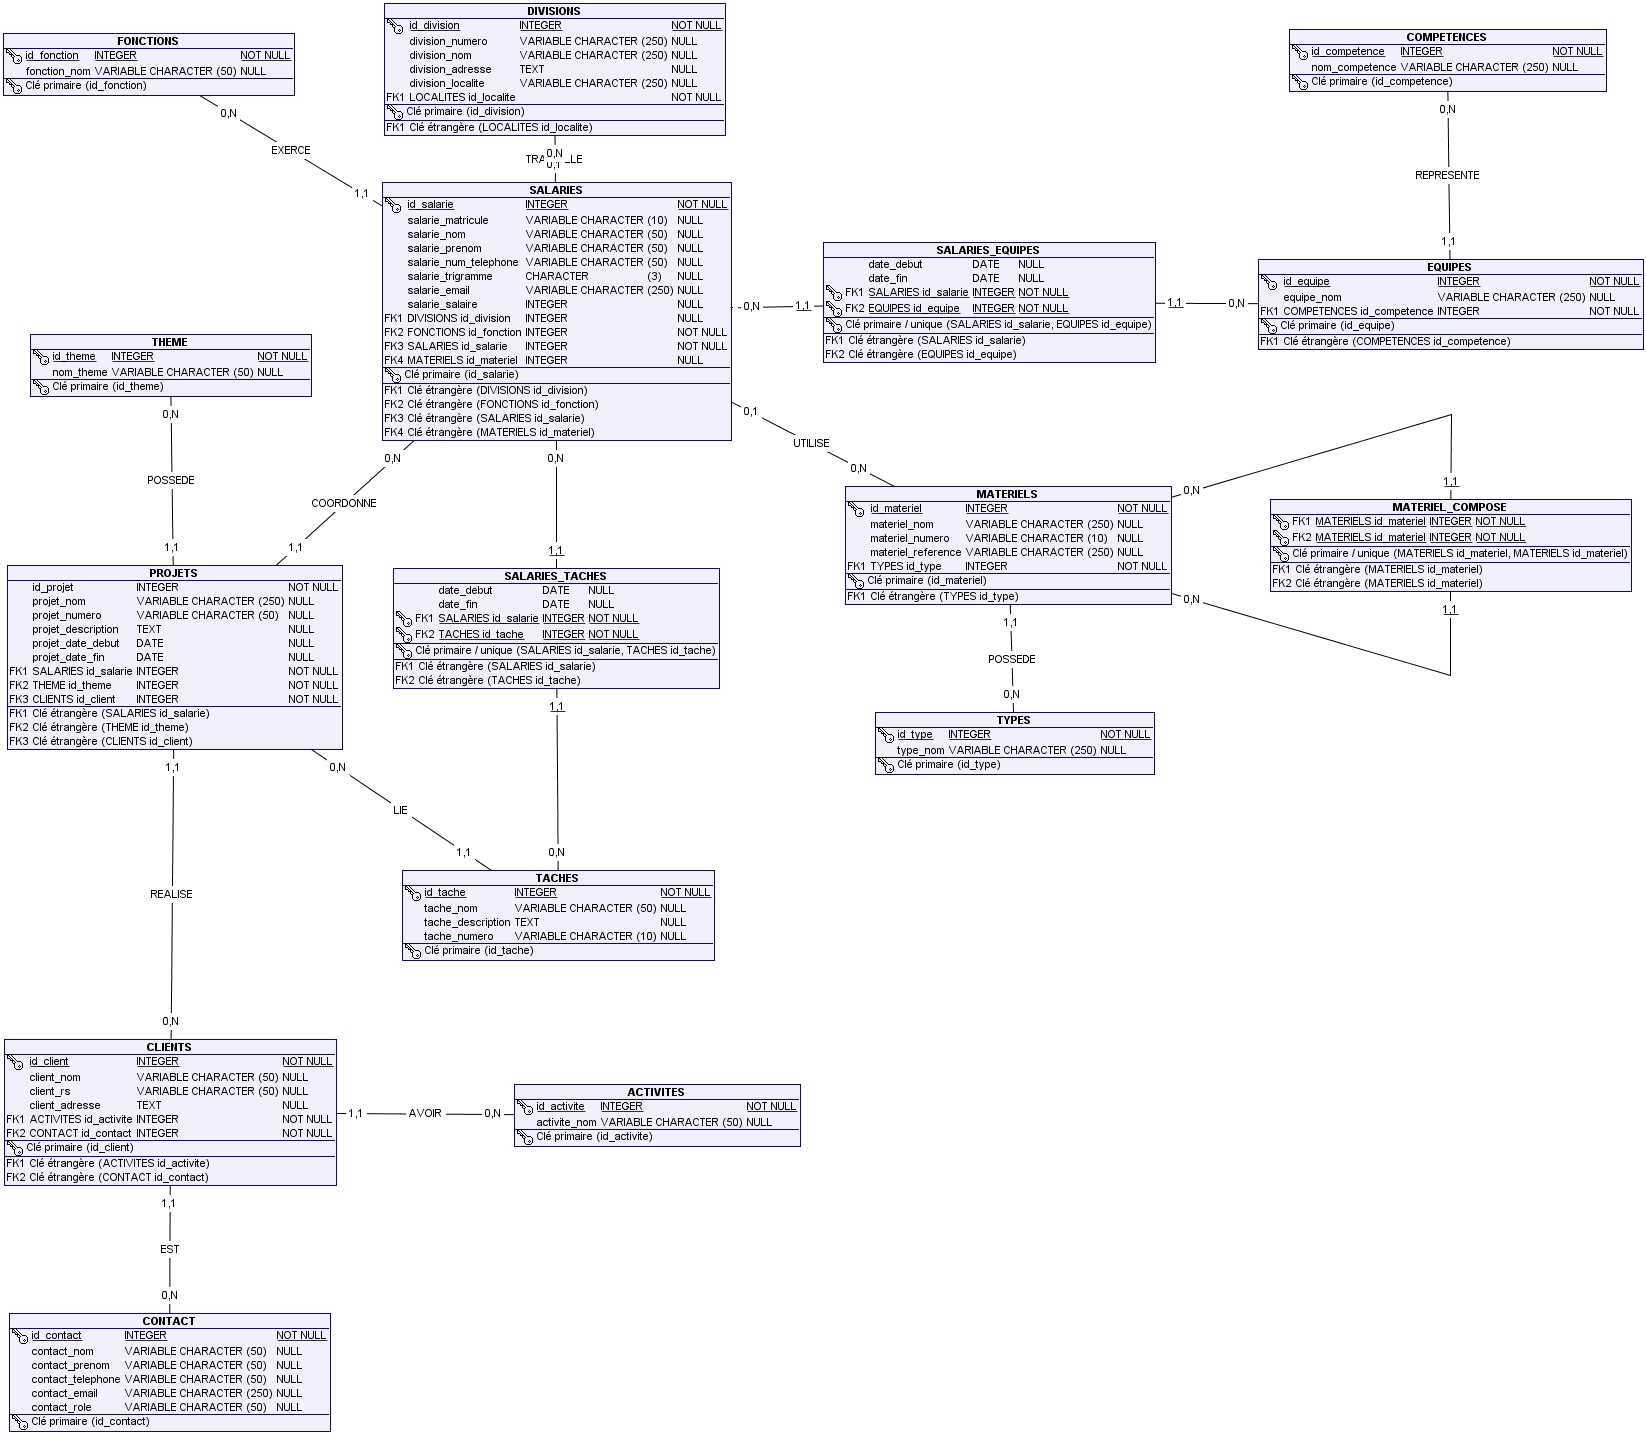 DIVISIONS
id_division INTEGER NOT NULL
division_numero VARIABLE CHARACTER (250) NULL
division_nom VARIABLE CHARACTER (250) NULL
division_adresse TEXT NULL
division_localite VARIABLE CHARACTER (250) NULL
FK1 LOCALITES id_localite NOT NULL
Clé primaire (id_division)
FK1 Clé étrangère (LOCALITES id_localite)
FONCTIONS
id_fonction INTEGER NOT NULL
fonction_nom VARIABLE CHARACTER (50) NULL
Clé primaire (id_fonction)
COMPETENCES
id_competence INTEGER NOT NULL
nom_competence VARIABLE CHARACTER (250) NULL
Clé primaire (id_competence)
0,N
EXERCE
1,1
0,N
0,N
REPRESENTE
1,1
SALARIES
id_salarie INTEGER NOT NULL
salarie_matricule VARIABLE CHARACTER (10) NULL
salarie_nom VARIABLE CHARACTER (50) NULL
salarie_prenom VARIABLE CHARACTER (50) NULL
salarie_num_telephone VARIABLE CHARACTER (50) NULL
salarie_trigramme CHARACTER (3) NULL
salarie_email VARIABLE CHARACTER (250) NULL
salarie_salaire INTEGER NULL
FK1 DIVISIONS id_division INTEGER NULL
FK2 FONCTIONS id_fonction INTEGER NOT NULL
FK3 SALARIES id_salarie INTEGER NOT NULL
FK4 MATERIELS id_materiel INTEGER NULL
Clé primaire (id_salarie)
FK1 Clé étrangère (DIVISIONS id_division)
FK2 Clé étrangère (FONCTIONS id_fonction)
FK3 Clé étrangère (SALARIES id_salarie)
FK4 Clé étrangère (MATERIELS id_materiel)
0,N
1,1
SALARIES_EQUIPES
date_debut DATE NULL
date_fin DATE NULL
FK1 SALARIES id_salarie INTEGER NOT NULL
FK2 EQUIPES id_equipe INTEGER NOT NULL
Clé primaire / unique (SALARIES id_salarie, EQUIPES id_equipe)
FK1 Clé étrangère (SALARIES id_salarie)
FK2 Clé étrangère (EQUIPES id_equipe)
1,1
0,N
EQUIPES
id_equipe INTEGER NOT NULL
equipe_nom VARIABLE CHARACTER (250) NULL
FK1 COMPETENCES id_competence INTEGER NOT NULL
Clé primaire (id_equipe)
FK1 Clé étrangère (COMPETENCES id_competence)
THEME
id_theme INTEGER NOT NULL
nom_theme VARIABLE CHARACTER (50) NULL
Clé primaire (id_theme)
0,N
POSSEDE
1,1
0,N
COORDONNE
1,1
0,N
1,1
0,1
UTILISE
0,N
MATERIELS
id_materiel INTEGER NOT NULL
materiel_nom VARIABLE CHARACTER (250) NULL
materiel_numero VARIABLE CHARACTER (10) NULL
materiel_reference VARIABLE CHARACTER (250) NULL
FK1 TYPES id_type INTEGER NOT NULL
Clé primaire (id_materiel)
FK1 Clé étrangère (TYPES id_type)
0,N
1,1
MATERIEL_COMPOSE
FK1 MATERIELS id_materiel INTEGER NOT NULL
FK2 MATERIELS id_materiel INTEGER NOT NULL
Clé primaire / unique (MATERIELS id_materiel, MATERIELS id_materiel)
FK1 Clé étrangère (MATERIELS id_materiel)
FK2 Clé étrangère (MATERIELS id_materiel)
0,N
1,1
1,1
POSSEDE
0,N
TYPES
id_type INTEGER NOT NULL
type_nom VARIABLE CHARACTER (250) NULL
Clé primaire (id_type)
PROJETS
id_projet INTEGER NOT NULL
projet_nom VARIABLE CHARACTER (250) NULL
projet_numero VARIABLE CHARACTER (50) NULL
projet_description TEXT NULL
projet_date_debut DATE NULL
projet_date_fin DATE NULL
FK1 SALARIES id_salarie INTEGER NOT NULL
FK2 THEME id_theme INTEGER NOT NULL
FK3 CLIENTS id_client INTEGER NOT NULL
FK1 Clé étrangère (SALARIES id_salarie)
FK2 Clé étrangère (THEME id_theme)
FK3 Clé étrangère (CLIENTS id_client)
SALARIES_TACHES
date_debut DATE NULL
date_fin DATE NULL
FK1 SALARIES id_salarie INTEGER NOT NULL
FK2 TACHES id_tache INTEGER NOT NULL
Clé primaire / unique (SALARIES id_salarie, TACHES id_tache)
FK1 Clé étrangère (SALARIES id_salarie)
FK2 Clé étrangère (TACHES id_tache)
1,1
0,N
0,N
LIE
1,1
TACHES
id_tache INTEGER NOT NULL
tache_nom VARIABLE CHARACTER (50) NULL
tache_description TEXT NULL
tache_numero VARIABLE CHARACTER (10) NULL
Clé primaire (id_tache)
1,1
REALISE
0,N
CLIENTS
id_client INTEGER NOT NULL
client_nom VARIABLE CHARACTER (50) NULL
client_rs VARIABLE CHARACTER (50) NULL
client_adresse TEXT NULL
FK1 ACTIVITES id_activite INTEGER NOT NULL
FK2 CONTACT id_contact INTEGER NOT NULL
Clé primaire (id_client)
FK1 Clé étrangère (ACTIVITES id_activite)
FK2 Clé étrangère (CONTACT id_contact)
1,1
AVOIR
0,N
ACTIVITES
id_activite INTEGER NOT NULL
activite_nom VARIABLE CHARACTER (50) NULL
Clé primaire (id_activite)
1,1
EST
0,N
CONTACT
id_contact INTEGER NOT NULL
contact_nom VARIABLE CHARACTER (50) NULL
contact_prenom VARIABLE CHARACTER (50) NULL
contact_telephone VARIABLE CHARACTER (50) NULL
contact_email VARIABLE CHARACTER (250) NULL
contact_role VARIABLE CHARACTER (50) NULL
Clé primaire (id_contact)